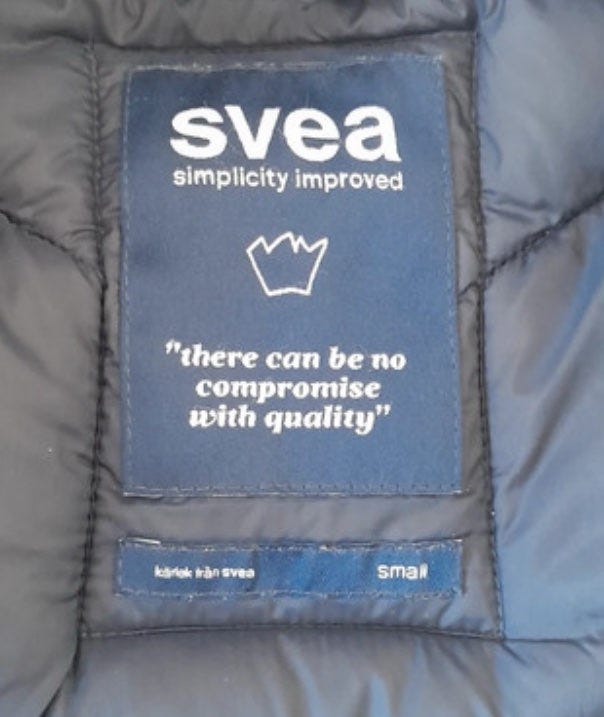 svea
simplicity improved
"there can be no
compromise
with quality"
kärlek från svea
small